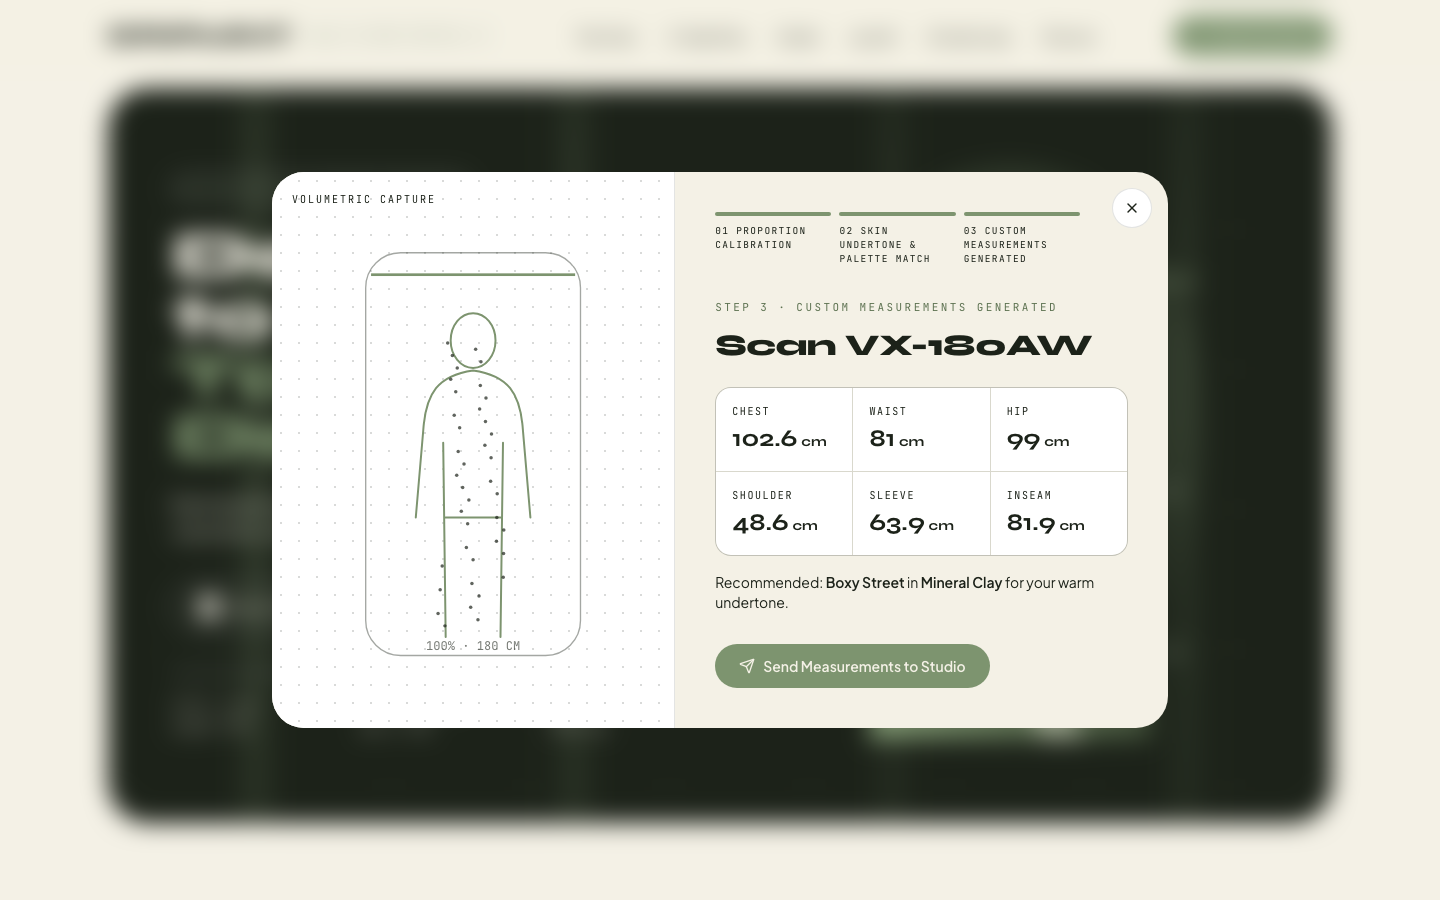 VOLUMETRIC CAPTURE
100% · 180 CM
01 PROPORTION
CALIBRATION
02 SKIN
UNDERTONE &
PALETTE MATCH
03 CUSTOM
MEASUREMENTS
GENERATED
STEP 3 · CUSTOM MEASUREMENTS GENERATED
Scan VX-180AW
CHEST
102.6 cm
WAIST
81 cm
HIP
99 cm
SHOULDER
48.6 cm
SLEEVE
63.9 cm
INSEAM
81.9 cm
Recommended: Boxy Street in Mineral Clay for your warm
undertone.
Send Measurements to Studio